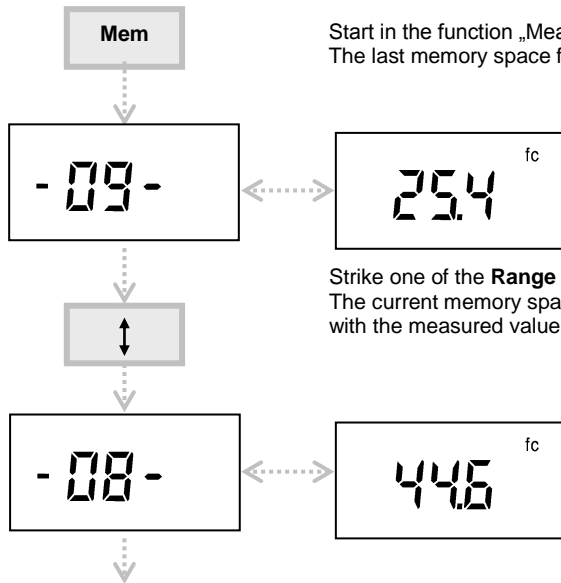 Mem
Start in the function „Mea
The last memory space f
- 09 -
25.4
fc
Strike one of the Range
The current memory spa
with the measured value
- 08 -
44.6
fc